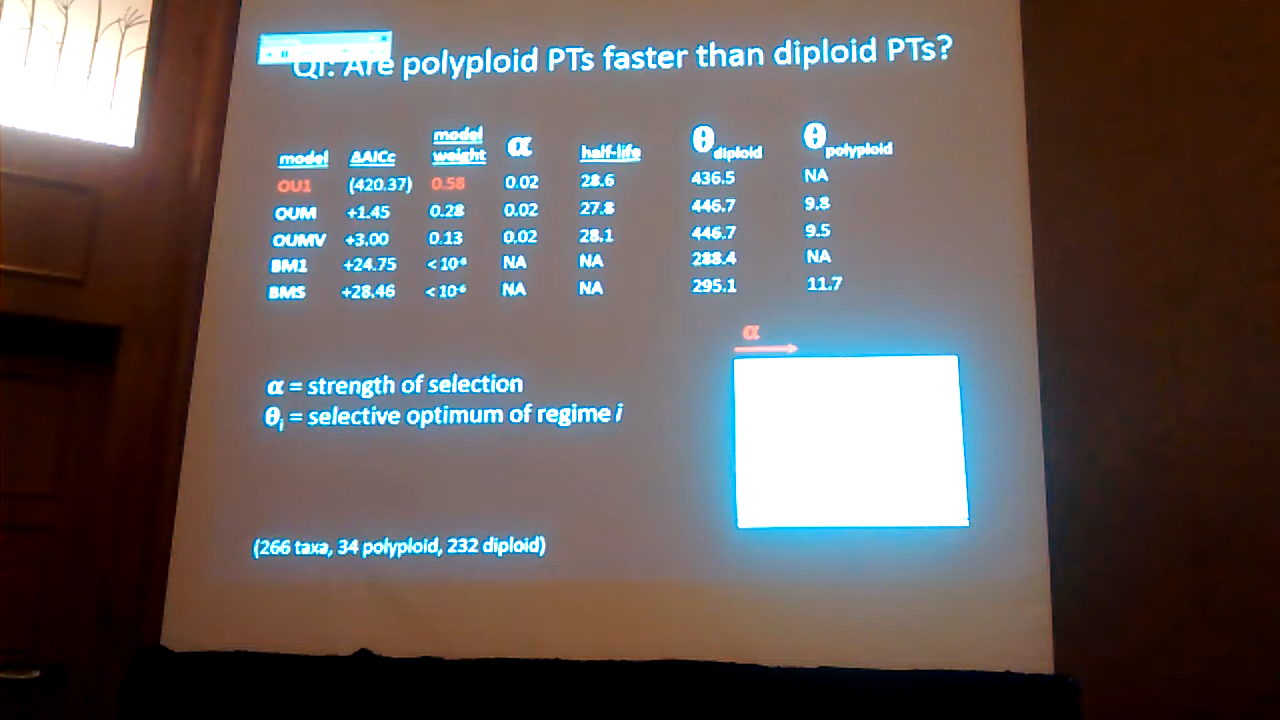 Q1: Are polyploid PTs faster than diploid PTs?
model ΔAICc model weight α half-life θdiploid θpolyploid
OU1 (420.37) 0.58 0.02 28.6 436.5 NA
OUM +1.45 0.28 0.02 27.8 446.7 9.8
OUMV +3.00 0.13 0.02 28.1 446.7 9.5
BM1 +24.75 NA NA 288.4 NA
BMS +28.46 < 10⁻⁶ NA NA 295.1 11.7
α
α = strength of selection
θi = selective optimum of regime i
(266 taxa, 34 polyploid, 232 diploid)